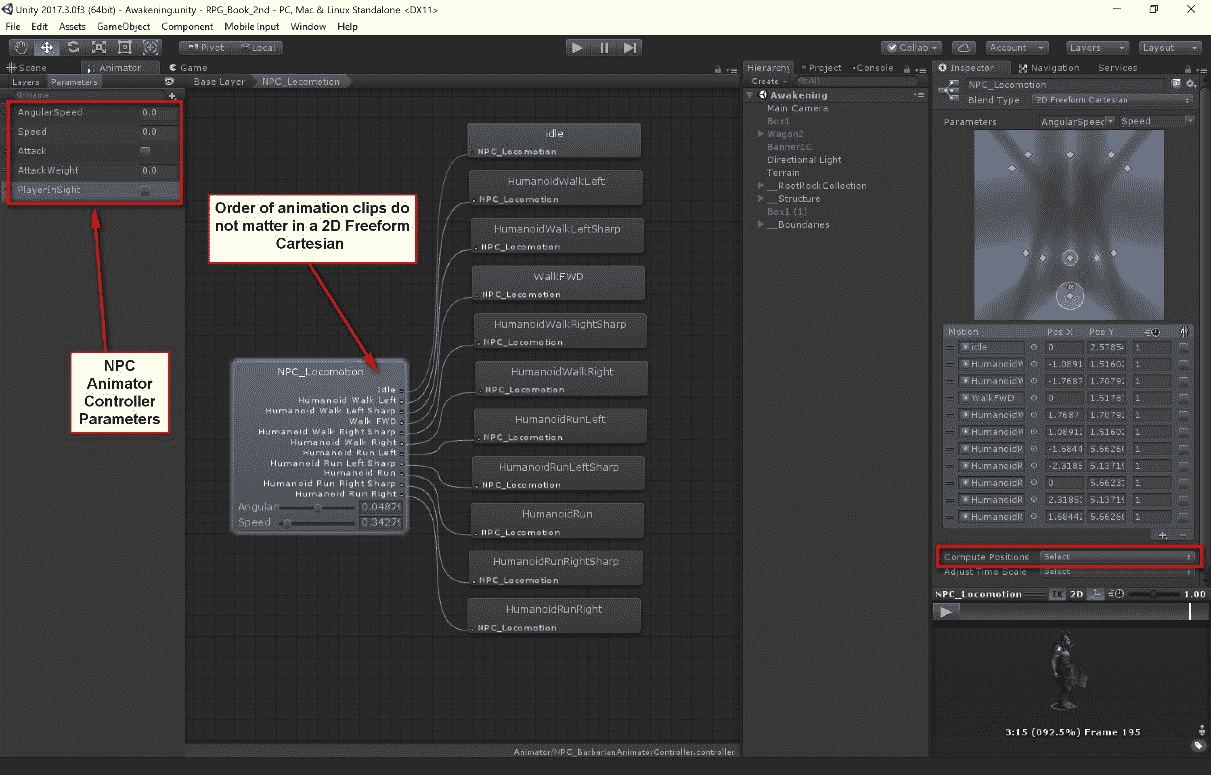 Unity 2017.3.0f3 (64bit) - Awakening.unity - RPG_Book_2nd - PC, Mac & Linux Standalone <DX11>
File Edit Assets GameObject Component Mobile Input Window Help
Pivot Local Collab Account Layers Layout
Scene Animator Game
Layers Parameters
Base Layer NPC_Locomotion
Name
AngularSpeed 0.0
Speed 0.0
Attack
AttackWeight 0.0
PlayerInSight
NPC
Animator
Controller
Parameters
Order of animation clips do
not matter in a 2D Freeform
Cartesian
NPC_Locomotion
Idle
Humanoid Walk Left
Humanoid Walk Left Sharp
Walk FWD
Humanoid Walk Right Sharp
Humanoid Walk Right
Humanoid Run Left
Humanoid Run Left Sharp
Humanoid Run
Humanoid Run Right Sharp
Humanoid Run Right
Angular 0.0487
Speed 0.3427
idle
NPC_Locomotion
HumanoidWalkLeft
NPC_Locomotion
HumanoidWalkLeftSharp
NPC_Locomotion
WalkFWD
NPC_Locomotion
HumanoidWalkRightSharp
NPC_Locomotion
HumanoidWalkRight
NPC_Locomotion
HumanoidRunLeft
NPC_Locomotion
HumanoidRunLeftSharp
NPC_Locomotion
HumanoidRun
NPC_Locomotion
HumanoidRunRightSharp
NPC_Locomotion
HumanoidRunRight
NPC_Locomotion
Animator/NPC_BarbarianAnimatorController.controller
Hierarchy Project Console
Create All
Awakening
Main Camera
Box1
Wagon2
Banner1C
Directional Light
Terrain
__RootRockCollection
__Structure
Box1 (1)
__Boundaries
Inspector Navigation Services
NPC_Locomotion
Blend Type 2D Freeform Cartesian
Parameters AngularSpeed Speed
Motion Pos X Pos Y
idle 0 2.5785 1
HumanoidW -1.0891 1.5160 1
HumanoidW -1.7687 1.7079 1
WalkFWD 0 1.5176 1
HumanoidW 1.7687 1.7079 1
HumanoidW 1.0891 1.5160 1
HumanoidR -1.6844 5.6626 1
HumanoidR -2.3185 5.1371 1
HumanoidR 0 5.6623 1
HumanoidR 2.3185 5.1371 1
HumanoidR 1.6844 5.6626 1
Compute Positions Select
Adjust Time Scale Select
NPC_Locomotion IK 2D 1.00
3:15 (092.5%) Frame 195